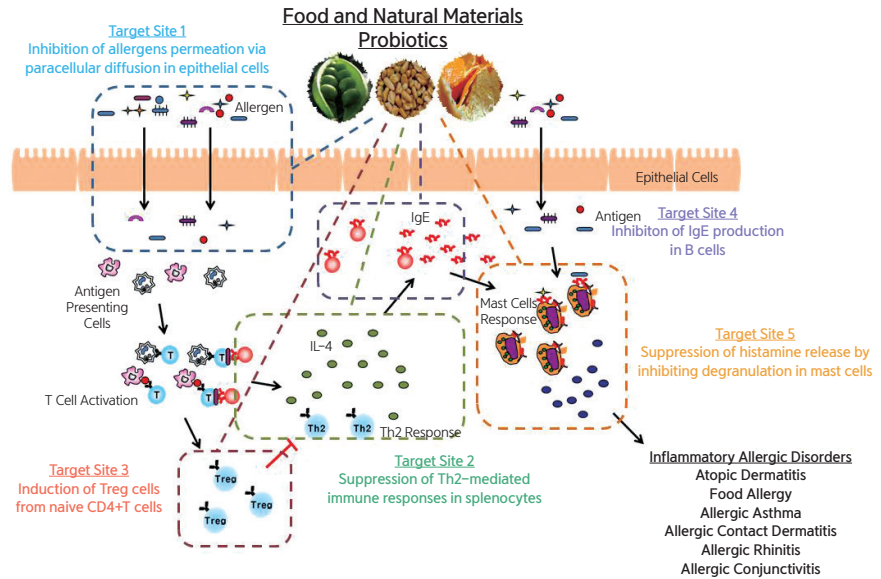 Food and Natural Materials
Probiotics
Target Site 1
Inhibition of allergens permeation via
paracellular diffusion in epithelial cells
Allergen
Epithelial Cells
IgE
Antigen
Target Site 4
Inhibiton of IgE production
in B cells
Antigen
Presenting
Cells
Mast Cells
Response
IL-4
Target Site 5
Suppression of histamine release by
inhibiting degranulation in mast cells
T
T
T
T
T Cell Activation
Th2
Th2
Th2 Response
Target Site 3
Induction of Treg cells
from naive CD4+T cells
Treg
Treg
Treg
Target Site 2
Suppression of Th2-mediated
immune responses in splenocytes
Inflammatory Allergic Disorders
Atopic Dermatitis
Food Allergy
Allergic Asthma
Allergic Contact Dermatitis
Allergic Rhinitis
Allergic Conjunctivitis